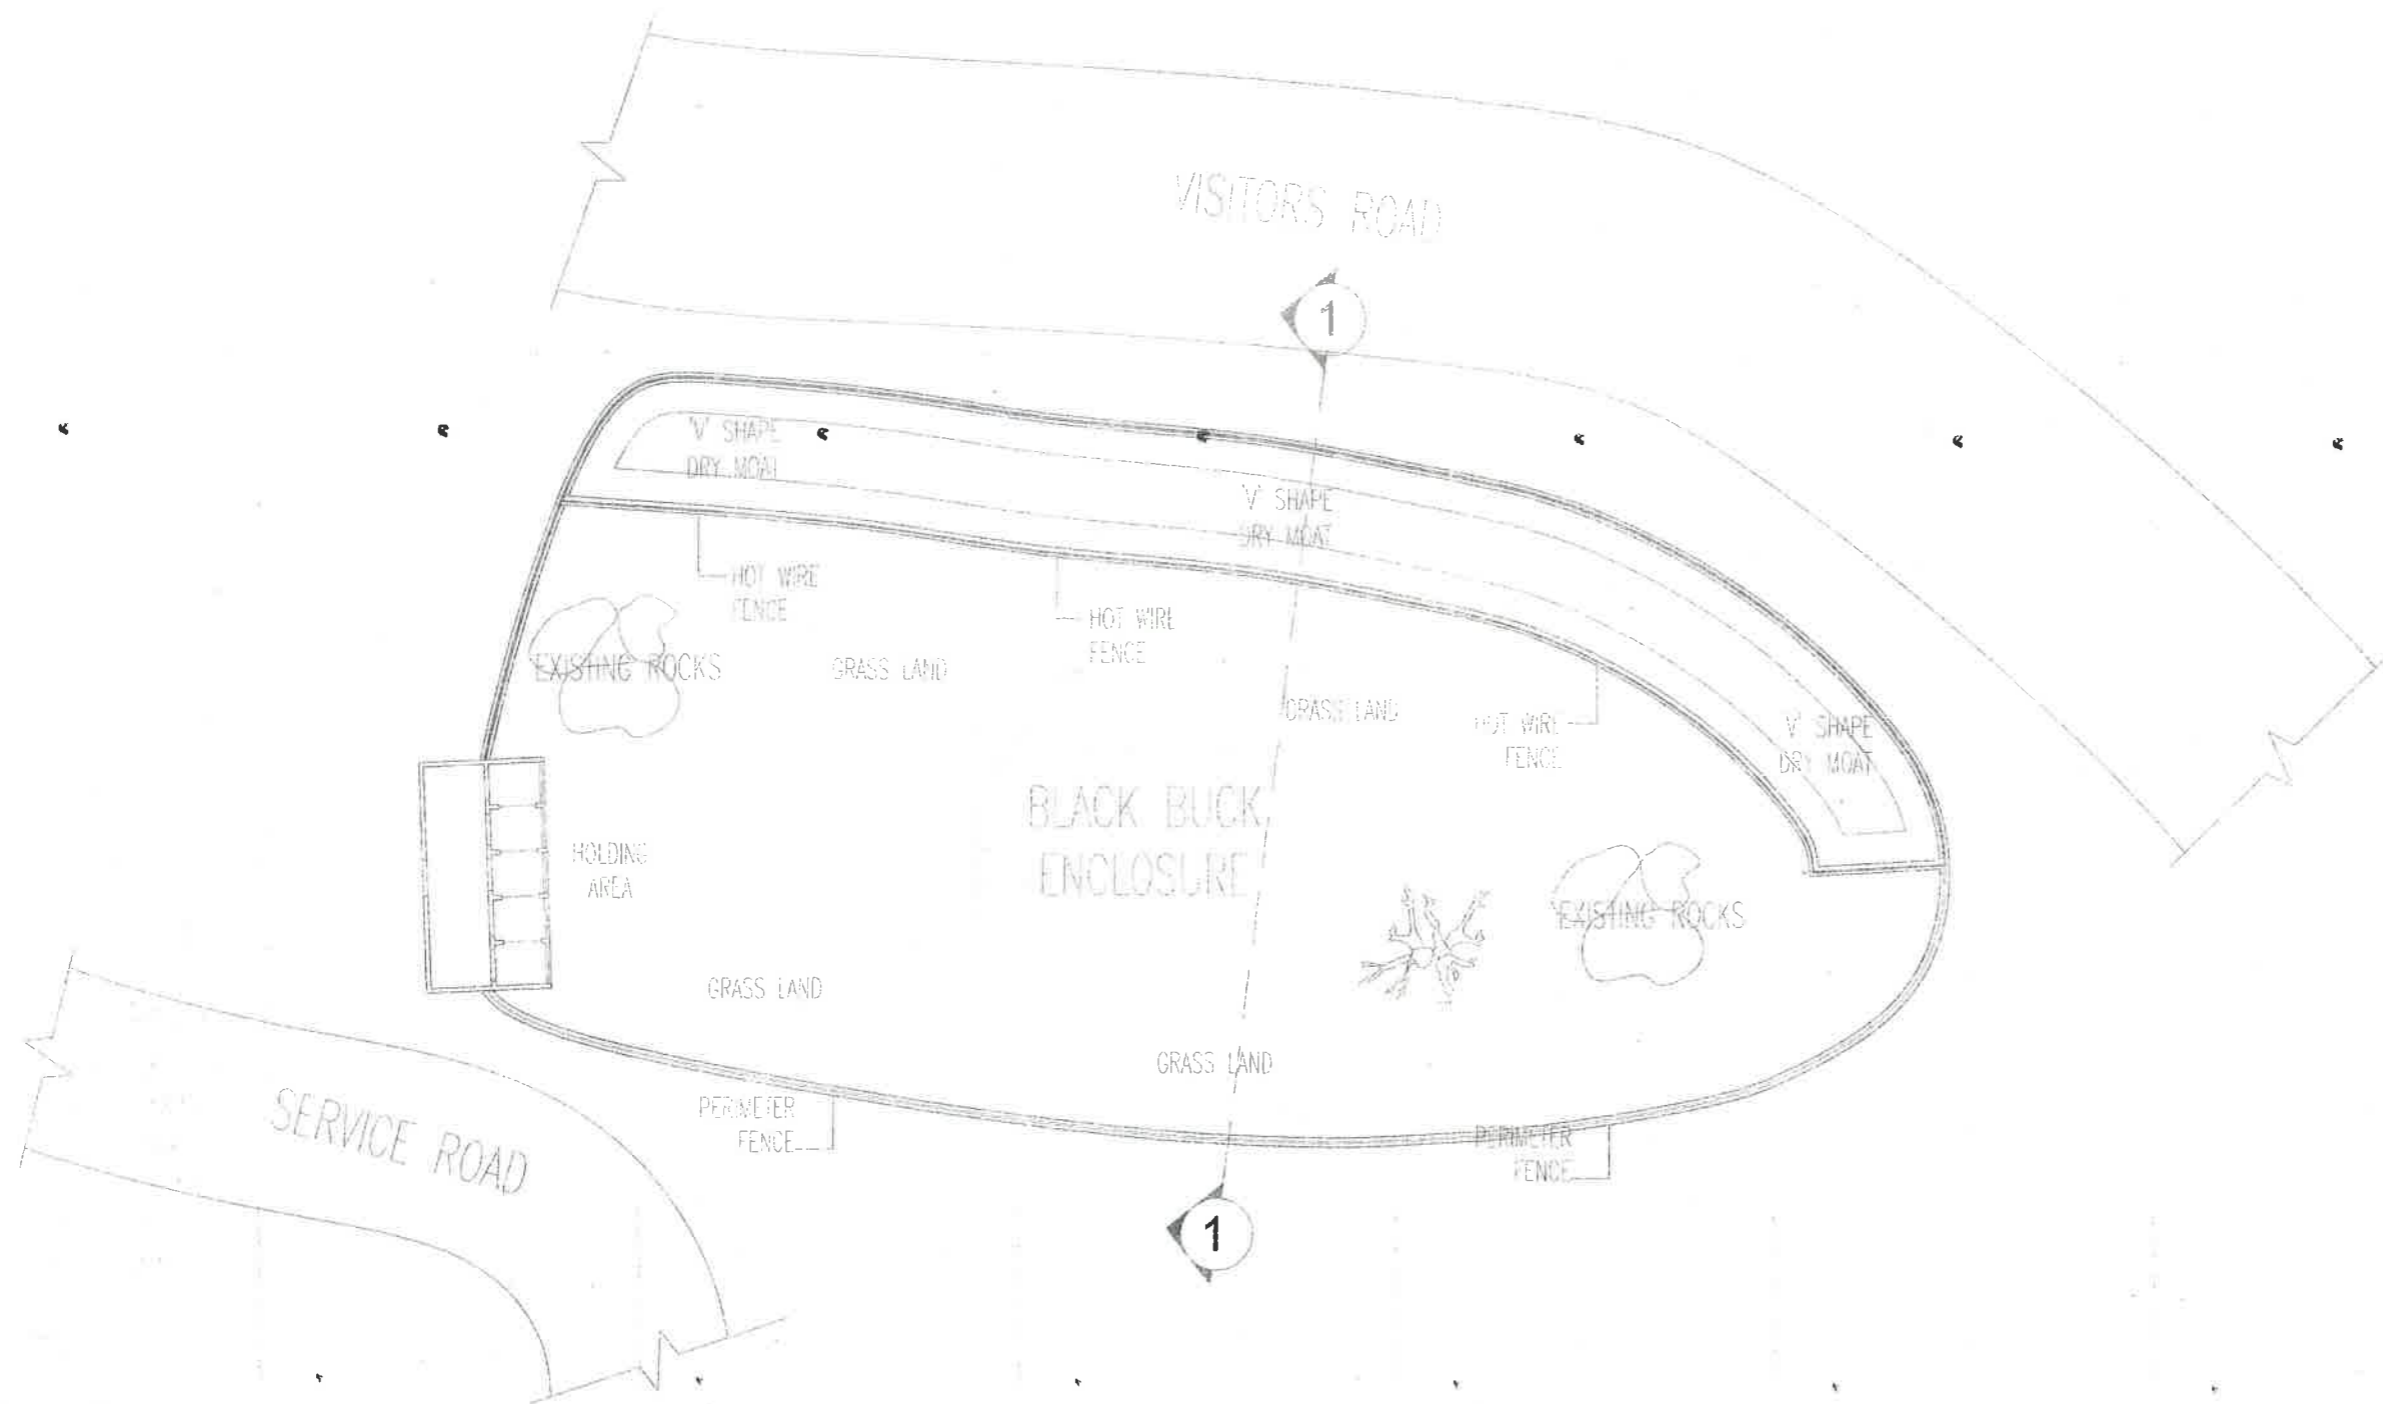 VISITORS ROAD
1
'V' SHAPE
DRY MOAT
'V' SHAPE
DRY MOAT
HOT WIRE
FENCE
HOT WIRE
FENCE
EXISTING ROCKS
GRASS LAND
GRASS LAND
HOT WIRE
FENCE
'V' SHAPE
DRY MOAT
BLACK BUCK
ENCLOSURE
HOLDING
AREA
EXISTING ROCKS
GRASS LAND
GRASS LAND
SERVICE ROAD
PERIMETER
FENCE
PERIMETER
FENCE
1